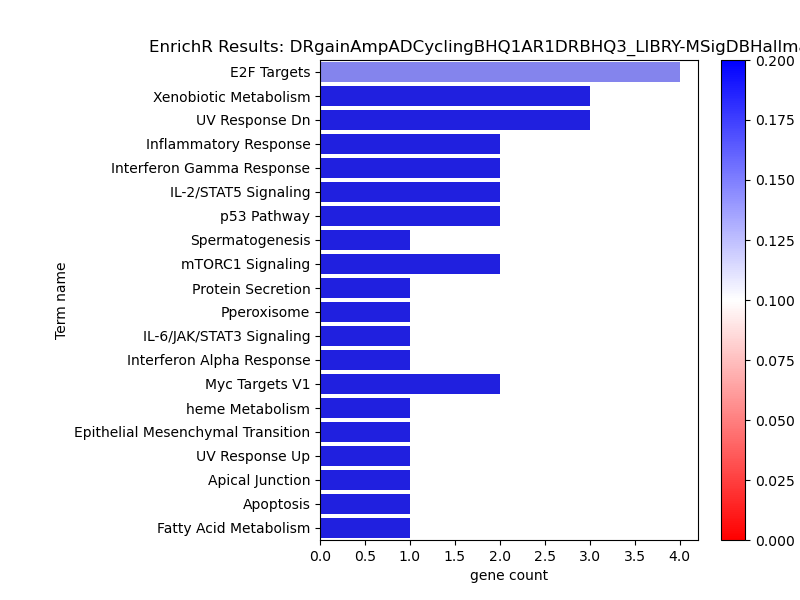 EnrichR Results: DRgainAmpADCyclingBHQ1AR1DRBHQ3_LIBRY-MSigDBHallma
E2F Targets
Xenobiotic Metabolism
UV Response Dn
Inflammatory Response
Interferon Gamma Response
IL-2/STAT5 Signaling
p53 Pathway
Spermatogenesis
mTORC1 Signaling
Protein Secretion
Pperoxisome
IL-6/JAK/STAT3 Signaling
Interferon Alpha Response
Myc Targets V1
heme Metabolism
Epithelial Mesenchymal Transition
UV Response Up
Apical Junction
Apoptosis
Fatty Acid Metabolism
Term name
0.0 0.5 1.0 1.5 2.0 2.5 3.0 3.5 4.0
gene count
0.200
0.175
0.150
0.125
0.100
0.075
0.050
0.025
0.000